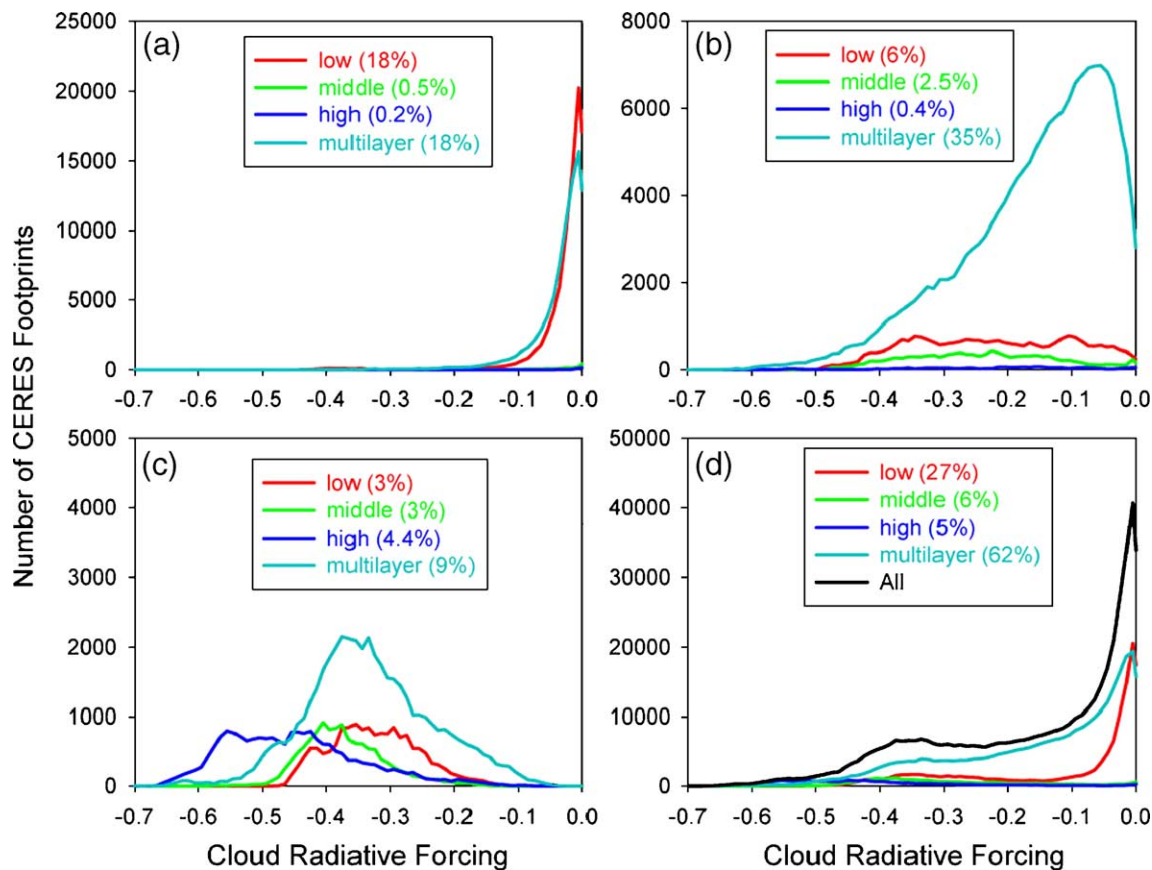 Number of CERES Footprints
(a)
low (18%)
middle (0.5%)
high (0.2%)
multilayer (18%)
25000
20000
15000
10000
5000
0
-0.7 -0.6 -0.5 -0.4 -0.3 -0.2 -0.1 0.0
(b)
low (6%)
middle (2.5%)
high (0.4%)
multilayer (35%)
8000
6000
4000
2000
0
-0.7 -0.6 -0.5 -0.4 -0.3 -0.2 -0.1 0.0
(c)
low (3%)
middle (3%)
high (4.4%)
multilayer (9%)
5000
4000
3000
2000
1000
0
-0.7 -0.6 -0.5 -0.4 -0.3 -0.2 -0.1 0.0
Cloud Radiative Forcing
(d)
low (27%)
middle (6%)
high (5%)
multilayer (62%)
All
50000
40000
30000
20000
10000
0
-0.7 -0.6 -0.5 -0.4 -0.3 -0.2 -0.1 0.0
Cloud Radiative Forcing